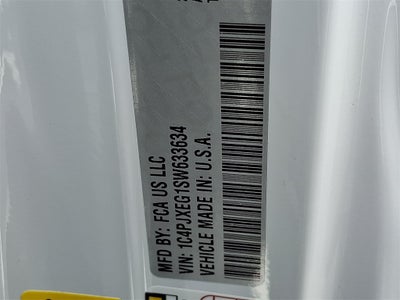 MFD BY: FCA US LLC
VIN: 1C4PJXEG1SW633634
VEHICLE MADE IN: U.S.A.